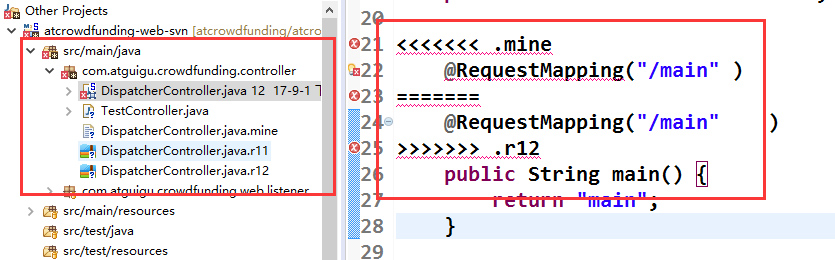 Other Projects
atcrowdfunding-web-svn [atcrowdfunding/atcro
src/main/java
com.atguigu.crowdfunding.controller
DispatcherController.java 12 17-9-1
TestController.java
DispatcherController.java.mine
DispatcherController.java.r11
DispatcherController.java.r12
com.atguigu.crowdfunding.web.listener
src/main/resources
src/test/java
src/test/resources
20
21 <<<<<<< .mine
22 @RequestMapping("/main" )
23 =======
24 @RequestMapping("/main" )
25 >>>>>>> .r12
26 public String main() {
27 return "main";
28 }
29